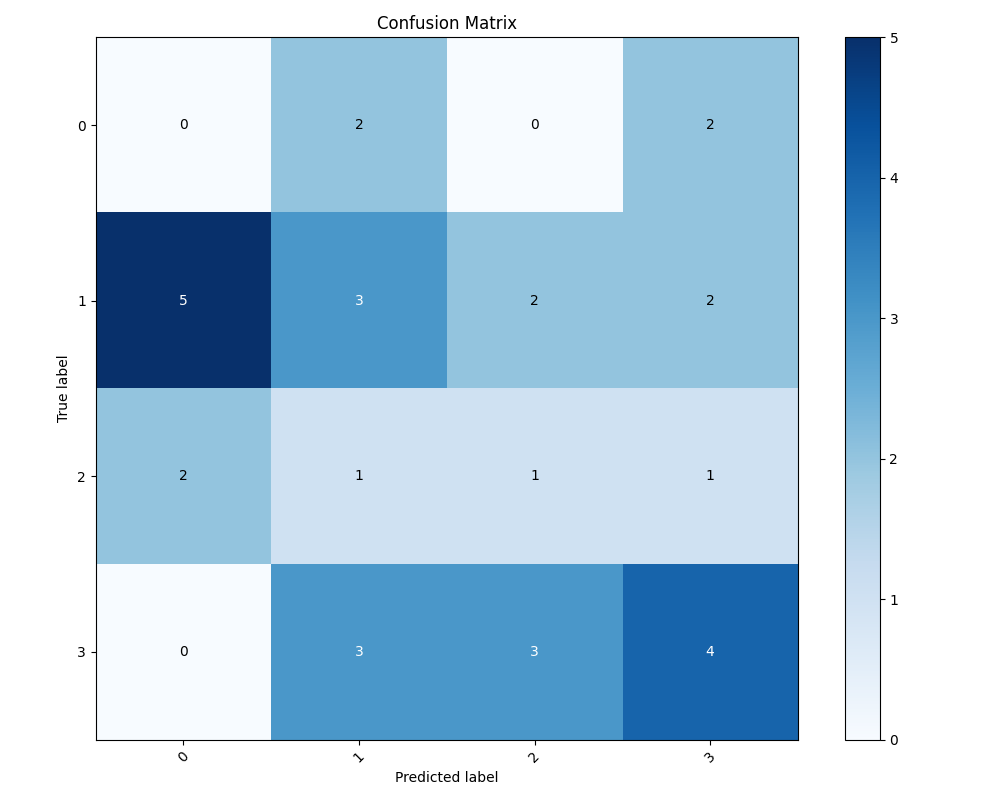 Confusion Matrix
0 0 2 0 2
1 5 3 2 2
2 2 1 1 1
3 0 3 3 4
0 1 2 3
True label
Predicted label
5
4
3
2
1
0